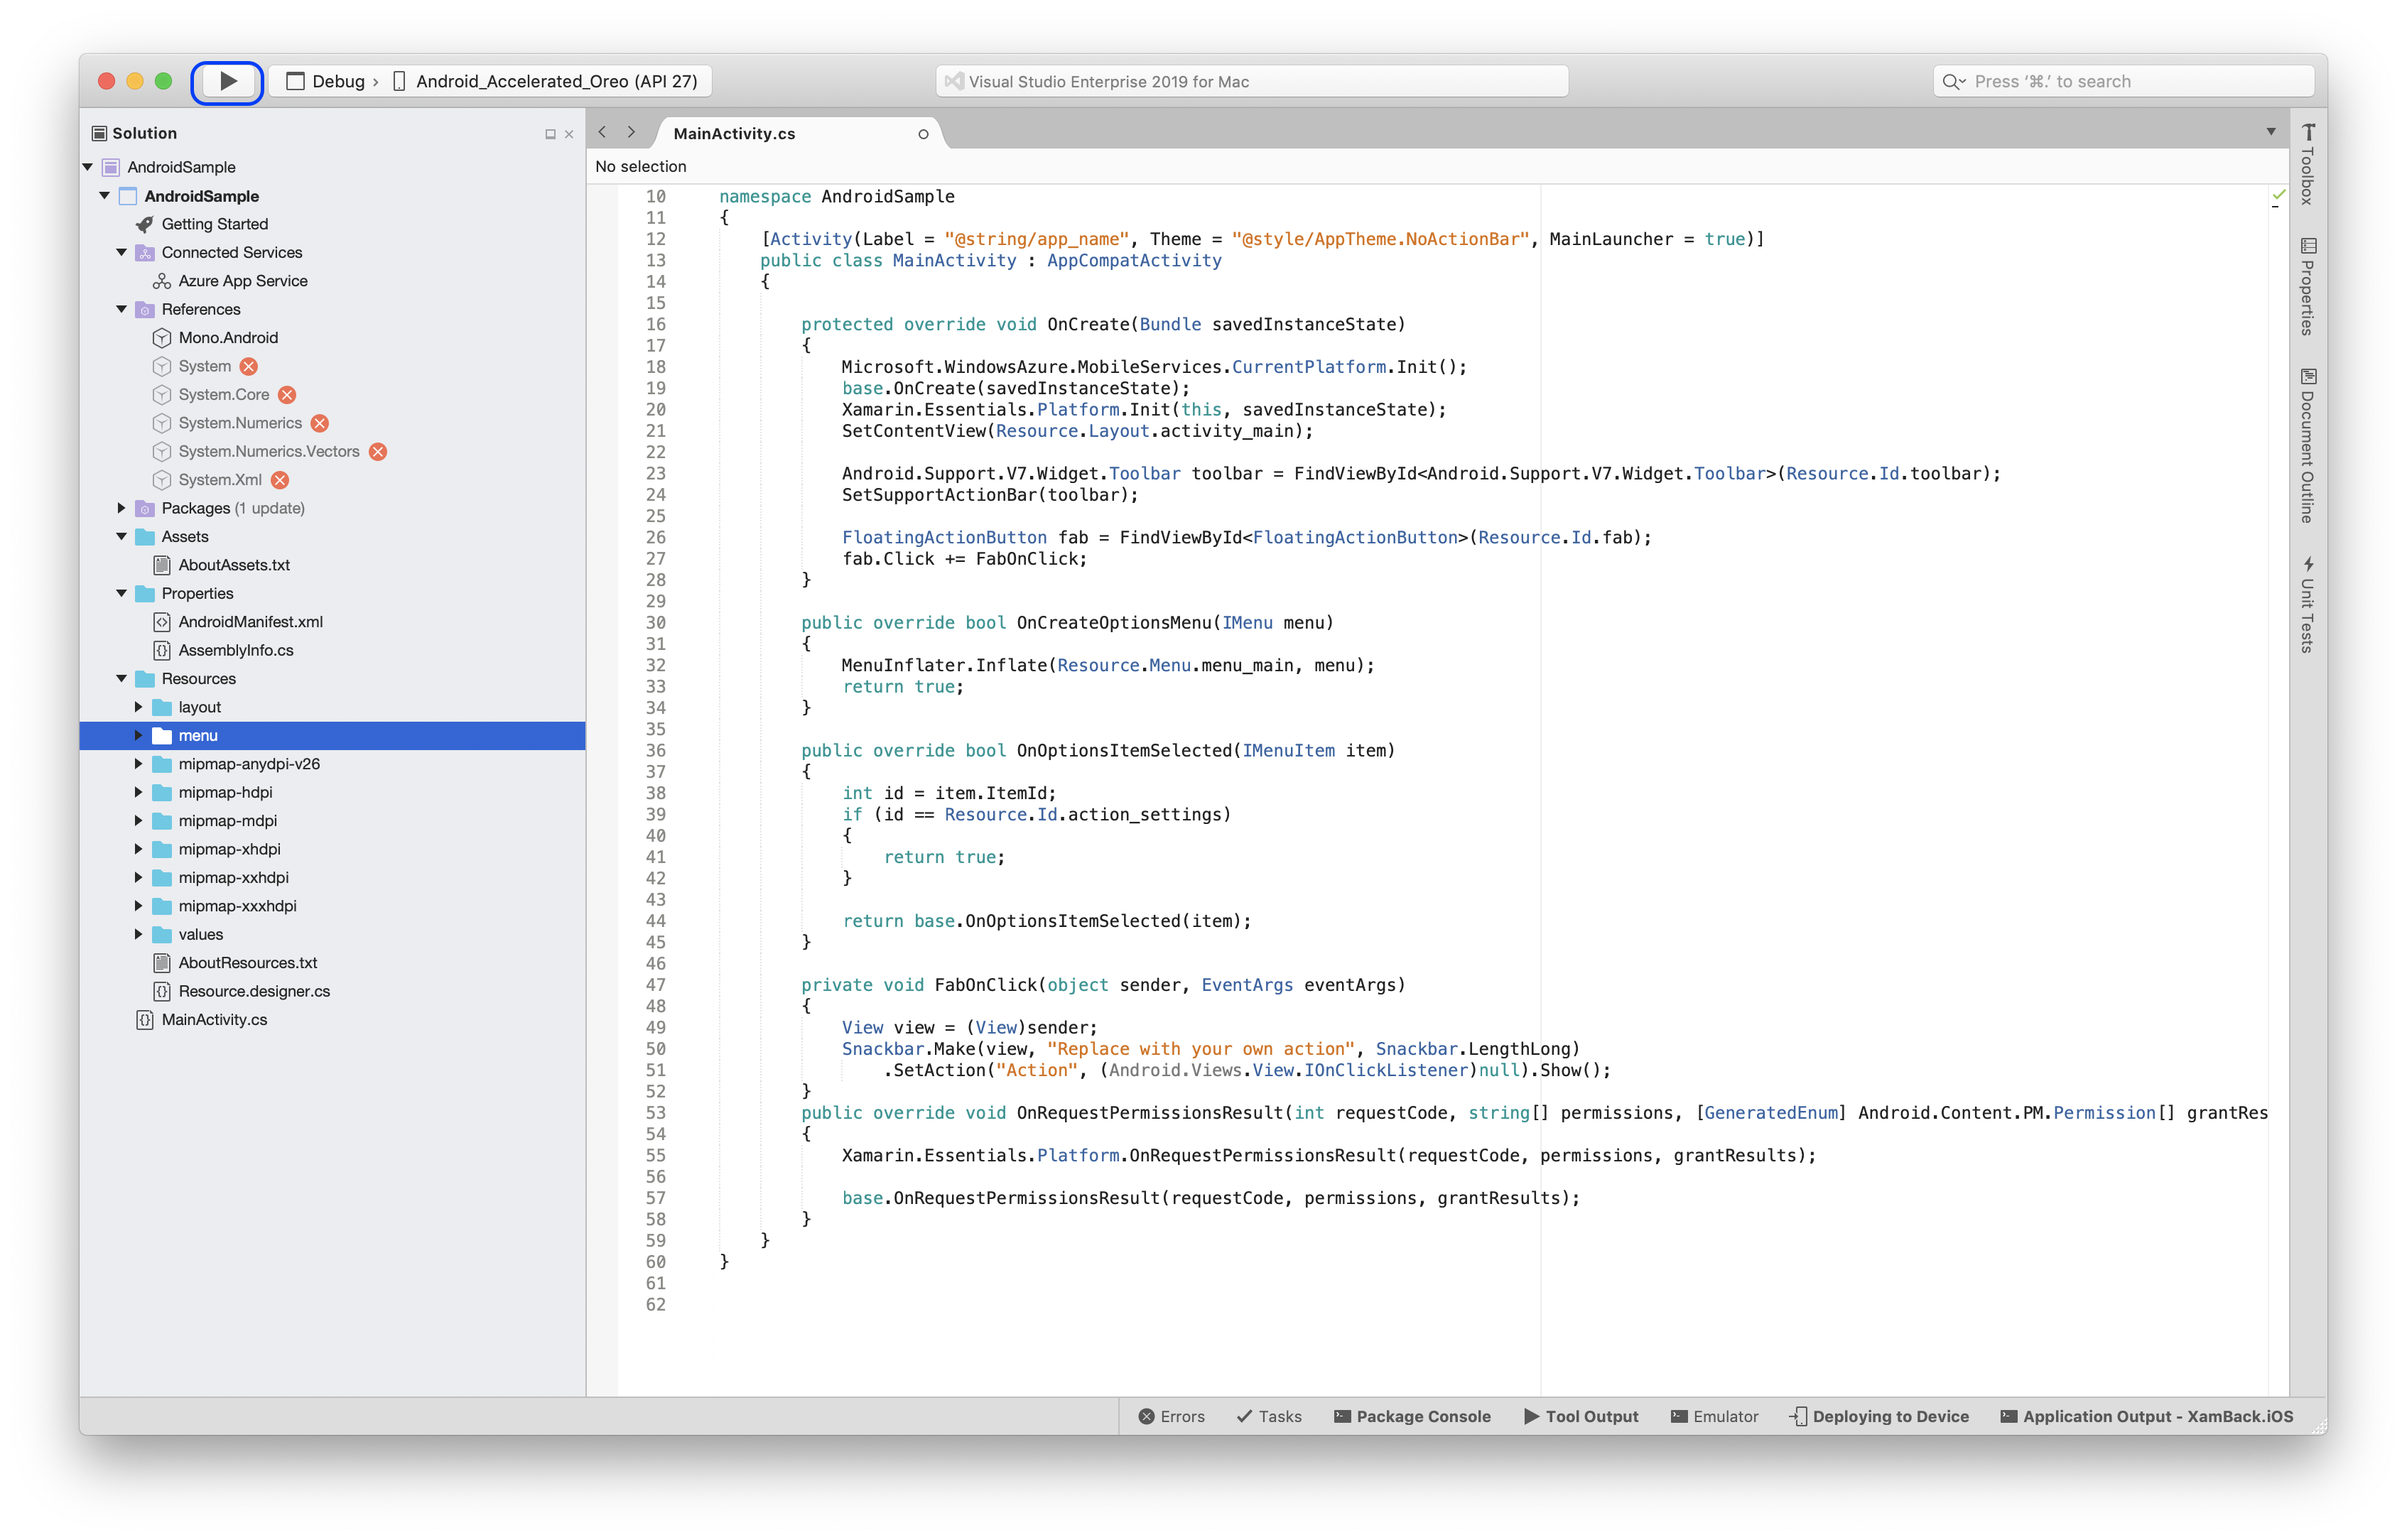 Debug › Android_Accelerated_Oreo (API 27)
Visual Studio Enterprise 2019 for Mac
Press ‘⌘.’ to search
Solution
AndroidSample
AndroidSample
Getting Started
Connected Services
Azure App Service
References
Mono.Android
System
System.Core
System.Numerics
System.Numerics.Vectors
System.Xml
Packages (1 update)
Assets
AboutAssets.txt
Properties
AndroidManifest.xml
AssemblyInfo.cs
Resources
layout
menu
mipmap-anydpi-v26
mipmap-hdpi
mipmap-mdpi
mipmap-xhdpi
mipmap-xxhdpi
mipmap-xxxhdpi
values
AboutResources.txt
Resource.designer.cs
MainActivity.cs
MainActivity.cs
No selection
10 namespace AndroidSample
11 {
12 [Activity(Label = "@string/app_name", Theme = "@style/AppTheme.NoActionBar", MainLauncher = true)]
13 public class MainActivity : AppCompatActivity
14 {
15
16 protected override void OnCreate(Bundle savedInstanceState)
17 {
18 Microsoft.WindowsAzure.MobileServices.CurrentPlatform.Init();
19 base.OnCreate(savedInstanceState);
20 Xamarin.Essentials.Platform.Init(this, savedInstanceState);
21 SetContentView(Resource.Layout.activity_main);
22
23 Android.Support.V7.Widget.Toolbar toolbar = FindViewById<Android.Support.V7.Widget.Toolbar>(Resource.Id.toolbar);
24 SetSupportActionBar(toolbar);
25
26 FloatingActionButton fab = FindViewById<FloatingActionButton>(Resource.Id.fab);
27 fab.Click += FabOnClick;
28 }
29
30 public override bool OnCreateOptionsMenu(IMenu menu)
31 {
32 MenuInflater.Inflate(Resource.Menu.menu_main, menu);
33 return true;
34 }
35
36 public override bool OnOptionsItemSelected(IMenuItem item)
37 {
38 int id = item.ItemId;
39 if (id == Resource.Id.action_settings)
40 {
41 return true;
42 }
43
44 return base.OnOptionsItemSelected(item);
45 }
46
47 private void FabOnClick(object sender, EventArgs eventArgs)
48 {
49 View view = (View)sender;
50 Snackbar.Make(view, "Replace with your own action", Snackbar.LengthLong)
51 .SetAction("Action", (Android.Views.View.IOnClickListener)null).Show();
52 }
53 public override void OnRequestPermissionsResult(int requestCode, string[] permissions, [GeneratedEnum] Android.Content.PM.Permission[] grantRes
54 {
55 Xamarin.Essentials.Platform.OnRequestPermissionsResult(requestCode, permissions, grantResults);
56
57 base.OnRequestPermissionsResult(requestCode, permissions, grantResults);
58 }
59 }
60 }
61
62
Toolbox
Properties
Document Outline
Unit Tests
Errors Tasks Package Console Tool Output Emulator Deploying to Device Application Output - XamBack.iOS